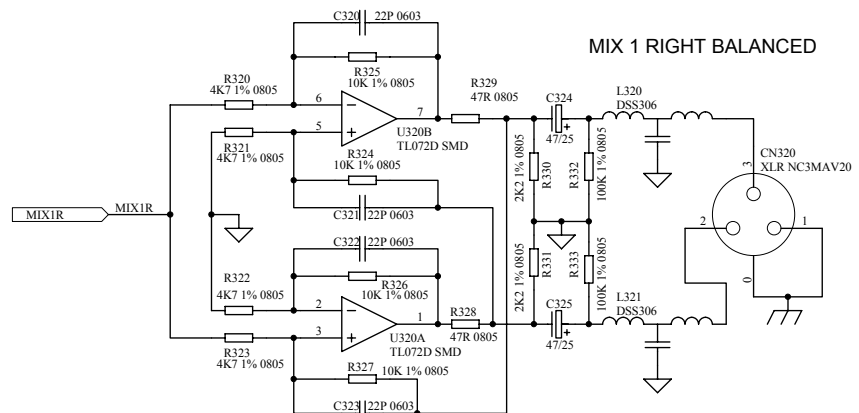 MIX 1 RIGHT BALANCED
C320 22P 0603
R325
10K 1% 0805
R320
4K7 1% 0805
6
5
7
U320B
TL072D SMD
R329
47R 0805
C324
47/25
+
L320
DSS306
R321
4K7 1% 0805
R324
10K 1% 0805
C321 22P 0603
2K2 1% 0805
R330
R332
100K 1% 0805
CN320
XLR NC3MAV20
3
2
1
0
MIX1R
MIX1R
C322 22P 0603
R326
10K 1% 0805
R322
4K7 1% 0805
2
3
1
U320A
TL072D SMD
R328
47R 0805
2K2 1% 0805
R331
R333
100K 1% 0805
C325
47/25
+
L321
DSS306
R323
4K7 1% 0805
R327
10K 1% 0805
C323 22P 0603